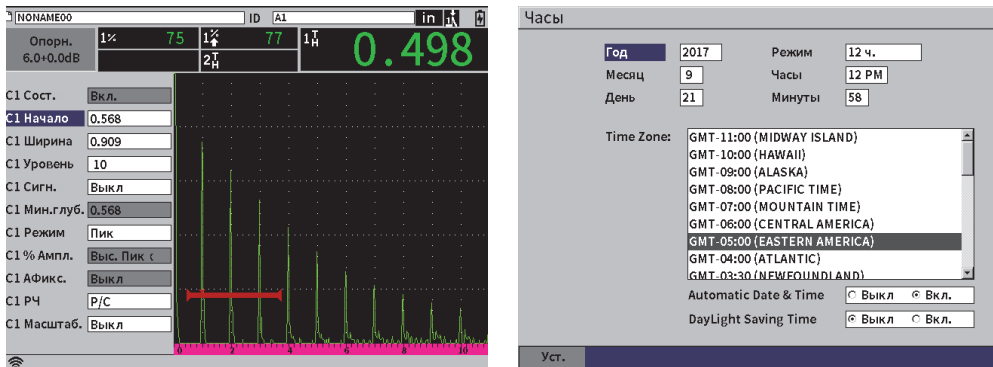 NONAME00 ID A1 in
Опорн.
6.0+0.0dB
1% 75 1% 77 1 T H 0.498
2 T H
C1 Сост. Вкл.
C1 Начало 0.568
C1 Ширина 0.909
C1 Уровень 10
C1 Сигн. Выкл
C1 Мин.глуб. 0.568
C1 Режим Пик
C1 % Ампл. Выс. Пик
C1 АФикс. Выкл
C1 РЧ Р/С
C1 Масштаб. Выкл
0 2 4 6 8 10
Часы
Год 2017 Режим 12 ч.
Месяц 9 Часы 12 PM
День 21 Минуты 58
Time Zone:
GMT-11:00 (MIDWAY ISLAND)
GMT-10:00 (HAWAII)
GMT-09:00 (ALASKA)
GMT-08:00 (PACIFIC TIME)
GMT-07:00 (MOUNTAIN TIME)
GMT-06:00 (CENTRAL AMERICA)
GMT-05:00 (EASTERN AMERICA)
GMT-04:00 (ATLANTIC)
GMT-03:30 (NEWFOUNDLAND)
Automatic Date & Time Выкл Вкл.
DayLight Saving Time Выкл Вкл.
Уст.